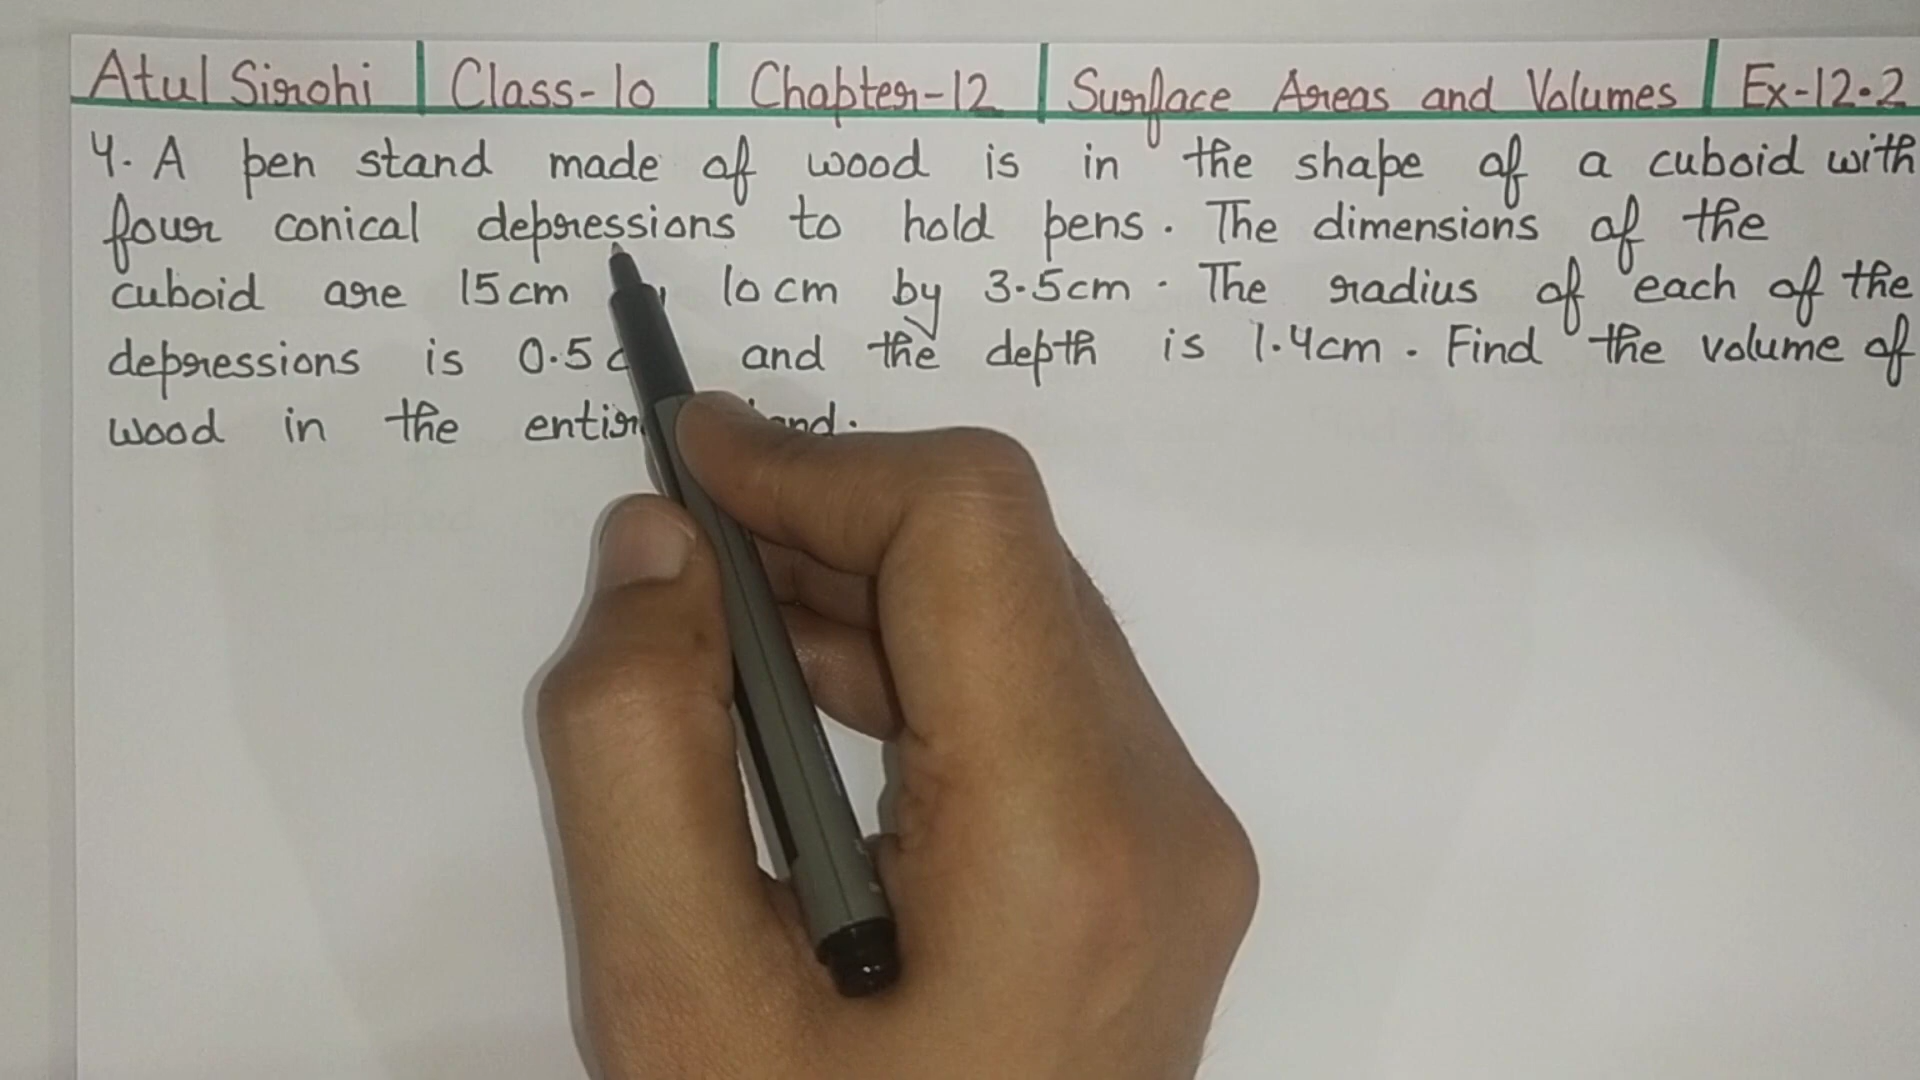 Atul Sirohi | Class-10 | Chapter-12 | Surface Areas and Volumes | Ex-12.2
4. A pen stand made of wood is in the shape of a cuboid with
four conical depressions to hold pens. The dimensions of the
cuboid are 15cm 10cm by 3.5cm. The radius of each of the
depressions is 0.5 and the depth is 1.4cm. Find the volume of
wood in the